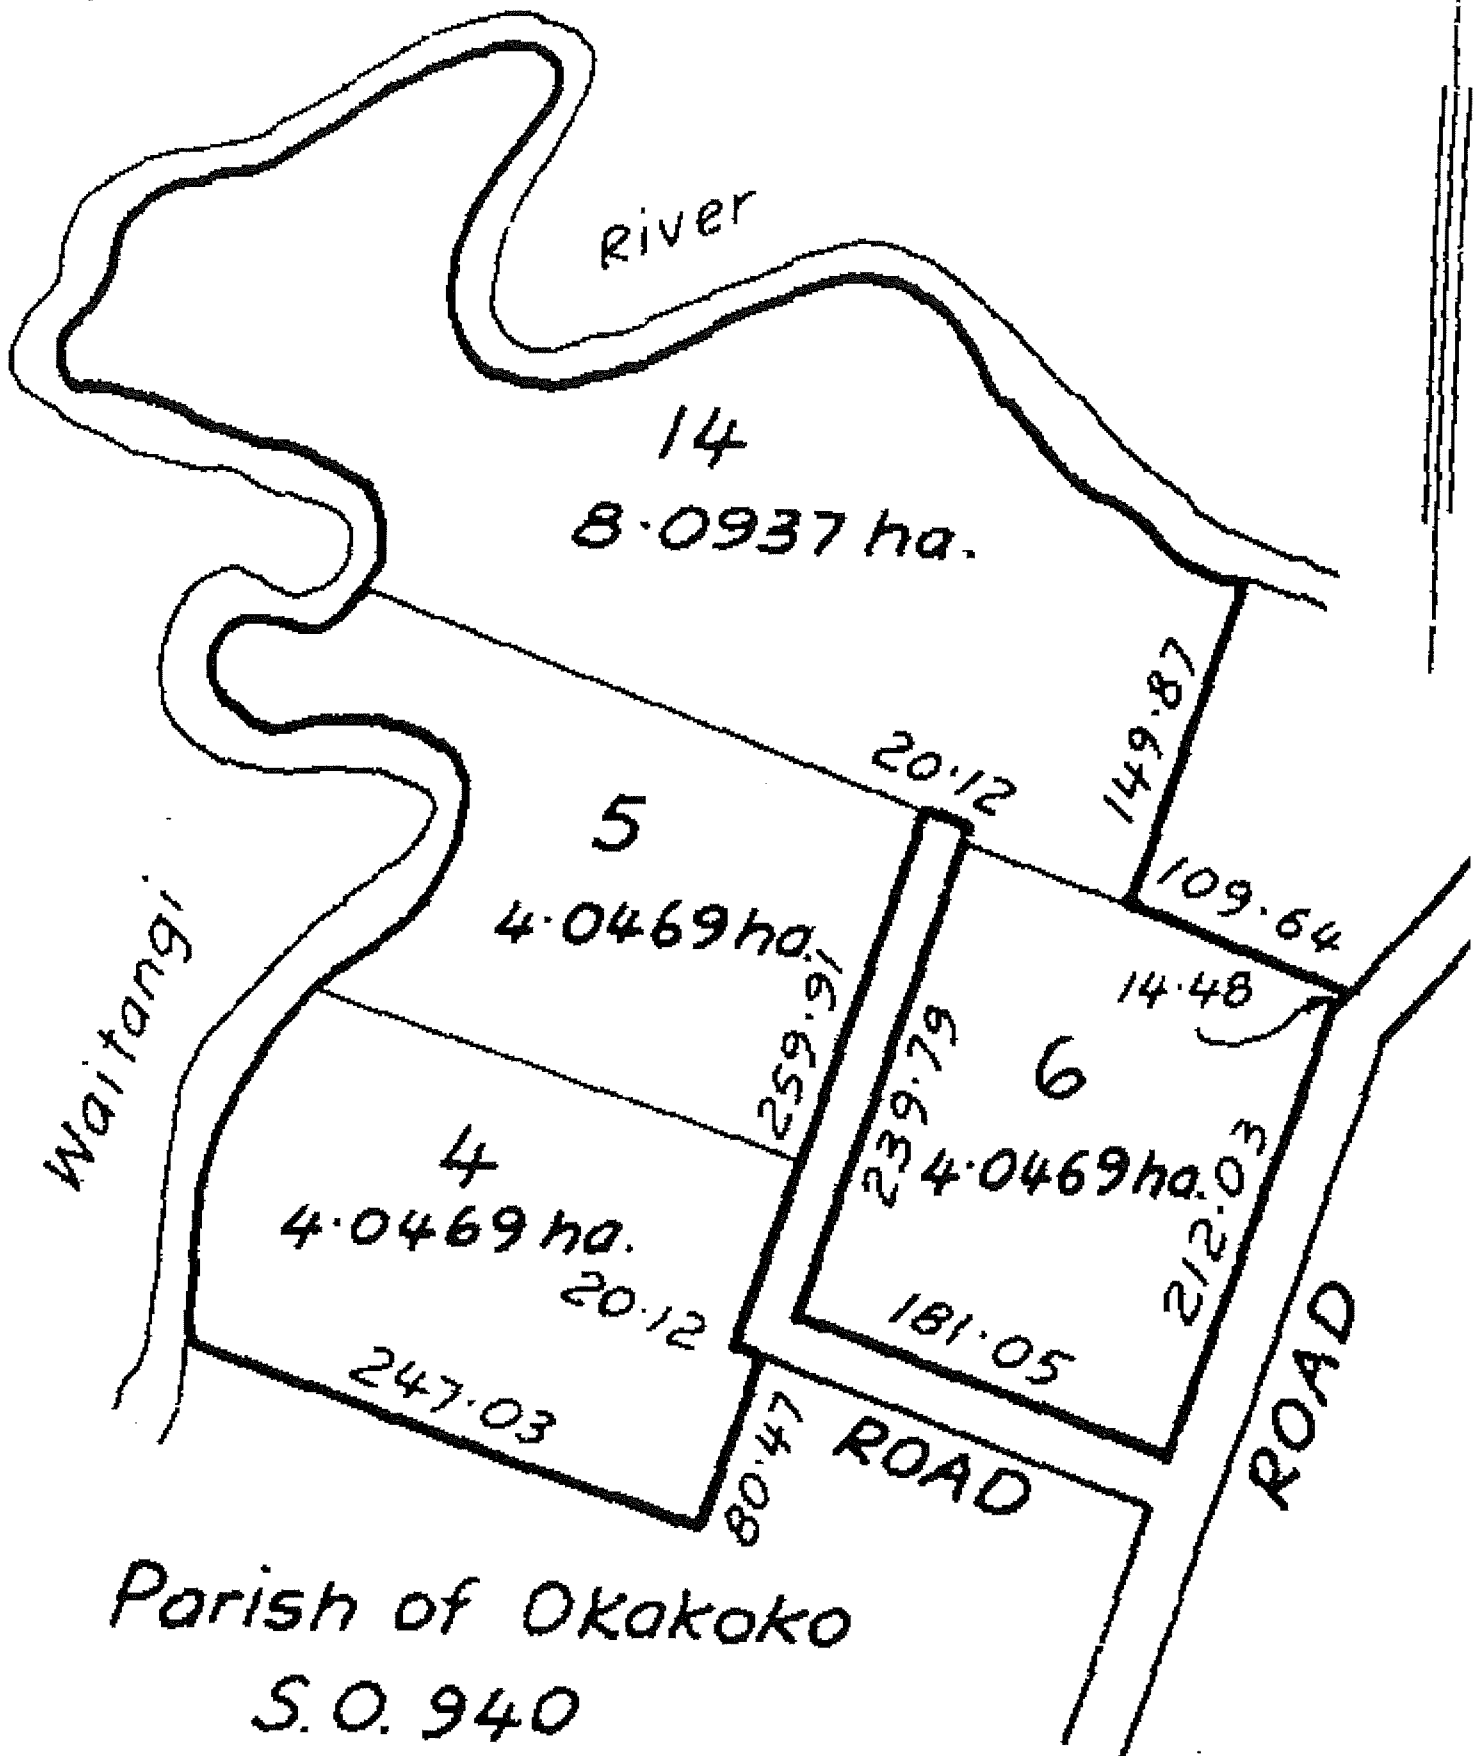 River
14
8.0937 ha.
149.87
20.12
5
4.0469 ha.
109.64
14.48
Waitangi
259.91
239.79
6
4.0469 ha.
212.03
4
4.0469 ha.
20.12
181.05
247.03
80.47
ROAD
ROAD
Parish of Okakoko
S.O. 940